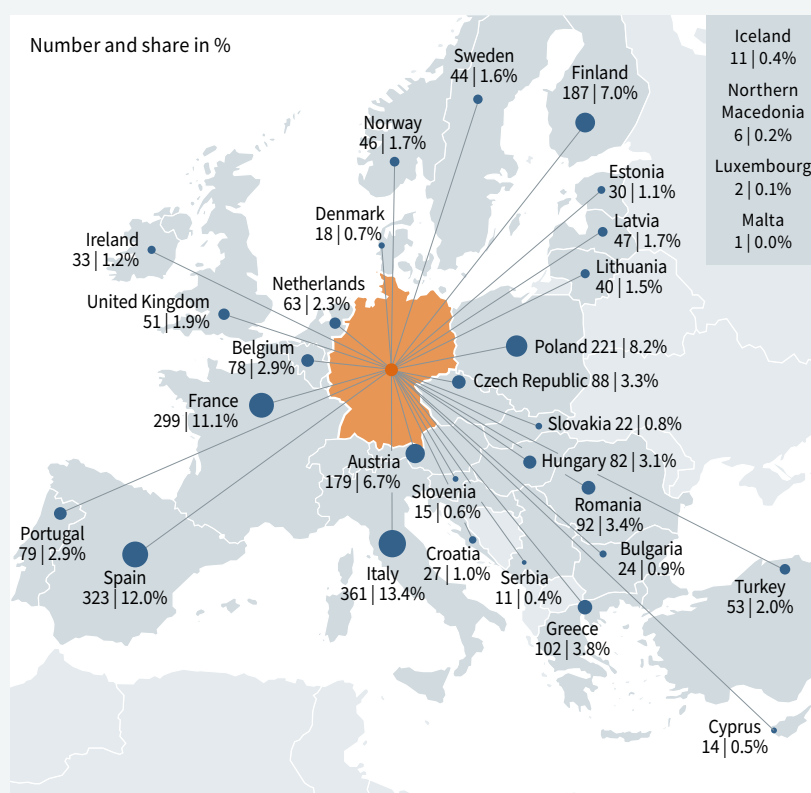 Number and share in %
Iceland
11 | 0.4%
Northern
Macedonia
6 | 0.2%
Luxembourg
2 | 0.1%
Malta
1 | 0.0%
Sweden
44 | 1.6%
Finland
187 | 7.0%
Norway
46 | 1.7%
Estonia
30 | 1.1%
Denmark
18 | 0.7%
Latvia
47 | 1.7%
Ireland
33 | 1.2%
Lithuania
40 | 1.5%
Netherlands
63 | 2.3%
United Kingdom
51 | 1.9%
Belgium
78 | 2.9%
Poland 221 | 8.2%
Czech Republic 88 | 3.3%
France
299 | 11.1%
Slovakia 22 | 0.8%
Austria
179 | 6.7%
Hungary 82 | 3.1%
Slovenia
15 | 0.6%
Romania
92 | 3.4%
Portugal
79 | 2.9%
Spain
323 | 12.0%
Italy
361 | 13.4%
Croatia
27 | 1.0%
Serbia
11 | 0.4%
Bulgaria
24 | 0.9%
Turkey
53 | 2.0%
Greece
102 | 3.8%
Cyprus
14 | 0.5%